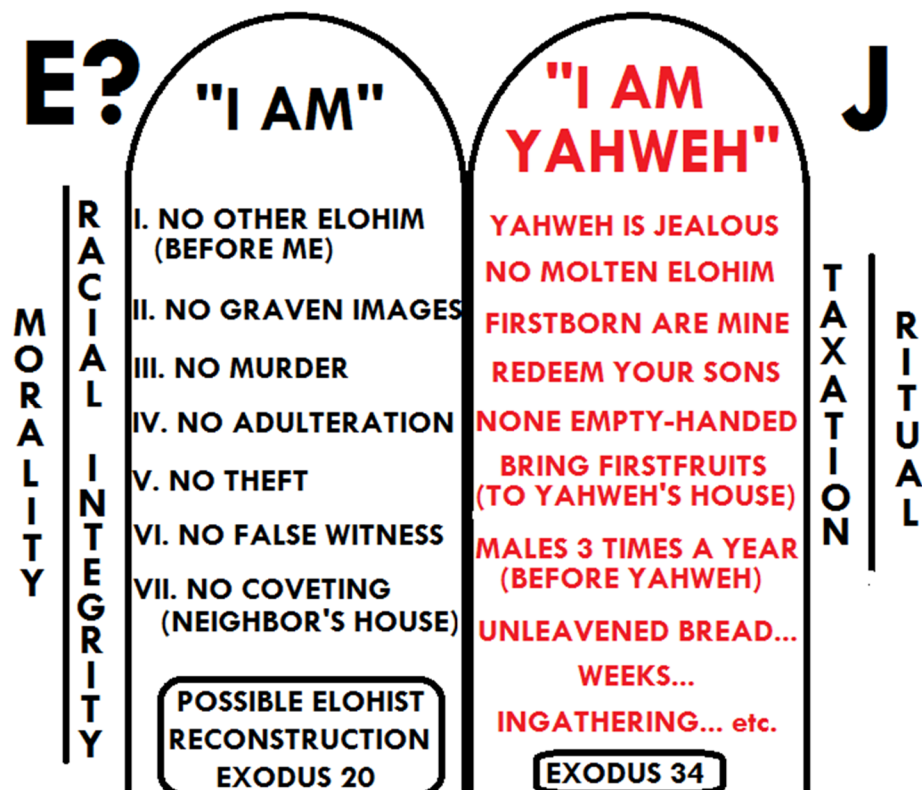 E?
"I AM"
"I AM
YAHWEH"
J
MORALITY
RACIAL INTEGRITY
I. NO OTHER ELOHIM
(BEFORE ME)
II. NO GRAVEN IMAGES
III. NO MURDER
IV. NO ADULTERATION
V. NO THEFT
VI. NO FALSE WITNESS
VII. NO COVETING
(NEIGHBOR'S HOUSE)
POSSIBLE ELOHIST
RECONSTRUCTION
EXODUS 20
YAHWEH IS JEALOUS
NO MOLTEN ELOHIM
FIRSTBORN ARE MINE
REDEEM YOUR SONS
NONE EMPTY-HANDED
BRING FIRSTFRUITS
(TO YAHWEH'S HOUSE)
MALES 3 TIMES A YEAR
(BEFORE YAHWEH)
UNLEAVENED BREAD...
WEEKS...
INGATHERING... etc.
EXODUS 34
TAXATION
RITUAL